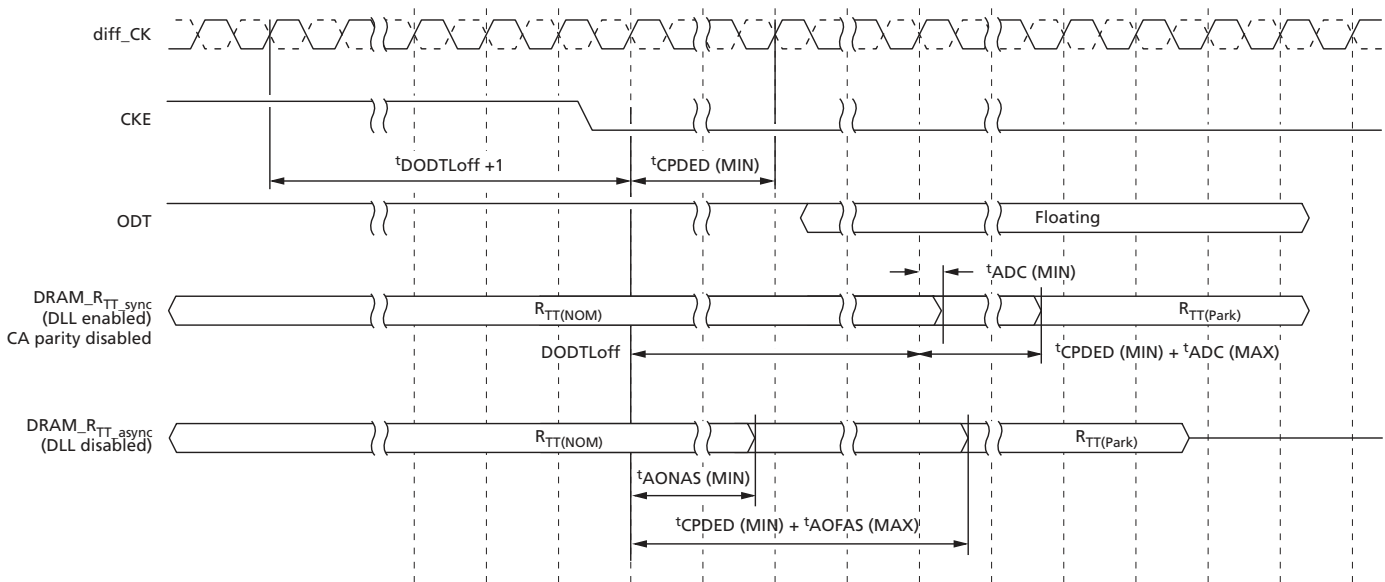 diff_CK
CKE
tDODTLoff +1
tCPDED (MIN)
ODT
Floating
tADC (MIN)
DRAM_RTT_sync
(DLL enabled)
CA parity disabled
RTT(NOM)
RTT(Park)
DODTLoff
tCPDED (MIN) + tADC (MAX)
DRAM_RTT_async
(DLL disabled)
RTT(NOM)
RTT(Park)
tAONAS (MIN)
tCPDED (MIN) + tAOFAS (MAX)